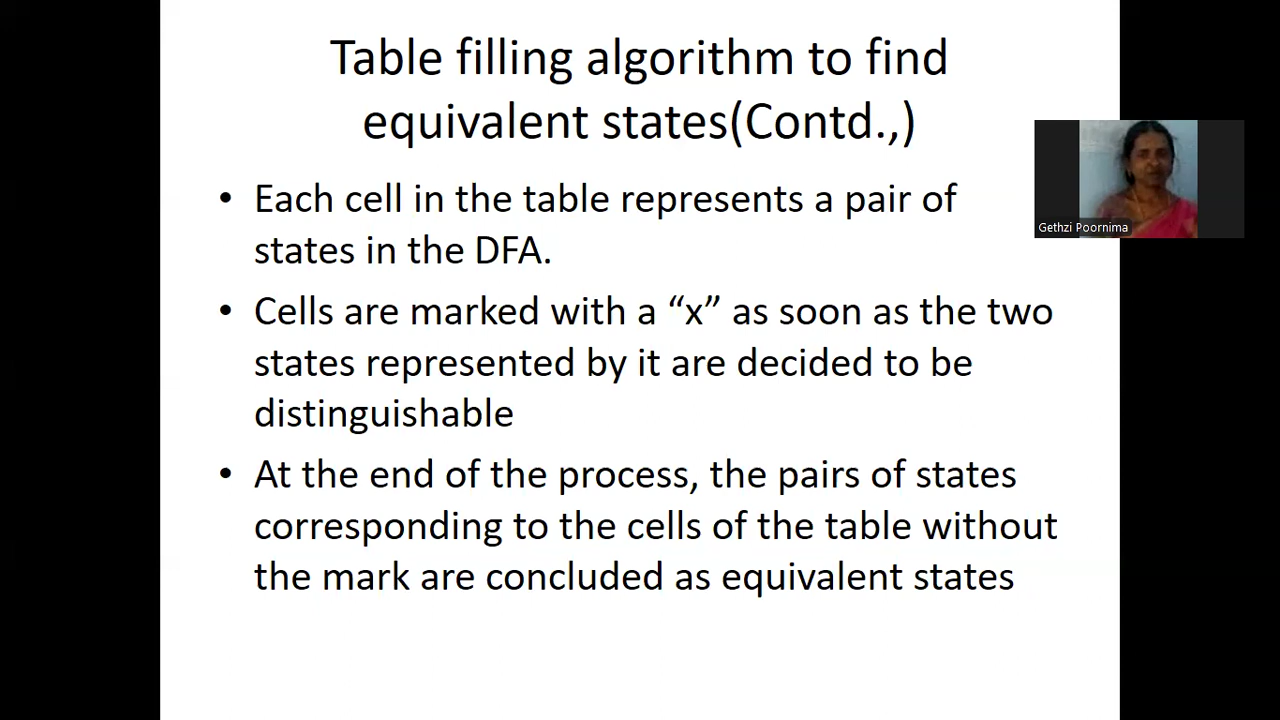 Table filling algorithm to find
equivalent states(Contd.,)
• Each cell in the table represents a pair of
states in the DFA.
• Cells are marked with a “x” as soon as the two
states represented by it are decided to be
distinguishable
• At the end of the process, the pairs of states
corresponding to the cells of the table without
the mark are concluded as equivalent states
Gethzi Poornima